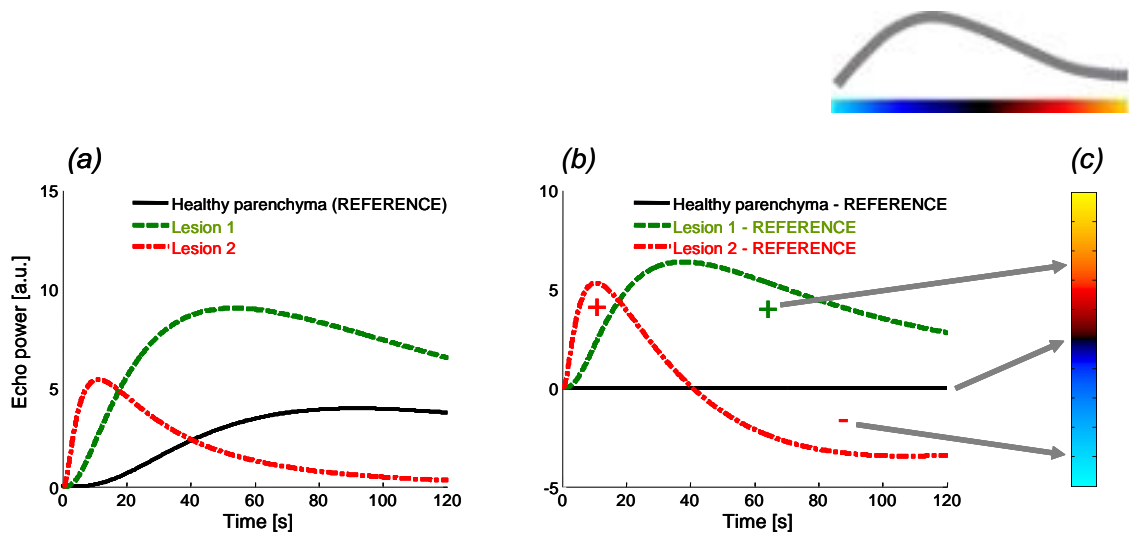 (a)
(b)
(c)
15
10
5
0
0 20 40 60 80 100 120
Echo power [a.u.]
Time [s]
Healthy parenchyma (REFERENCE)
Lesion 1
Lesion 2
10
5
0
-5
0 20 40 60 80 100 120
Time [s]
Healthy parenchyma - REFERENCE
Lesion 1 - REFERENCE
Lesion 2 - REFERENCE
+
+
-